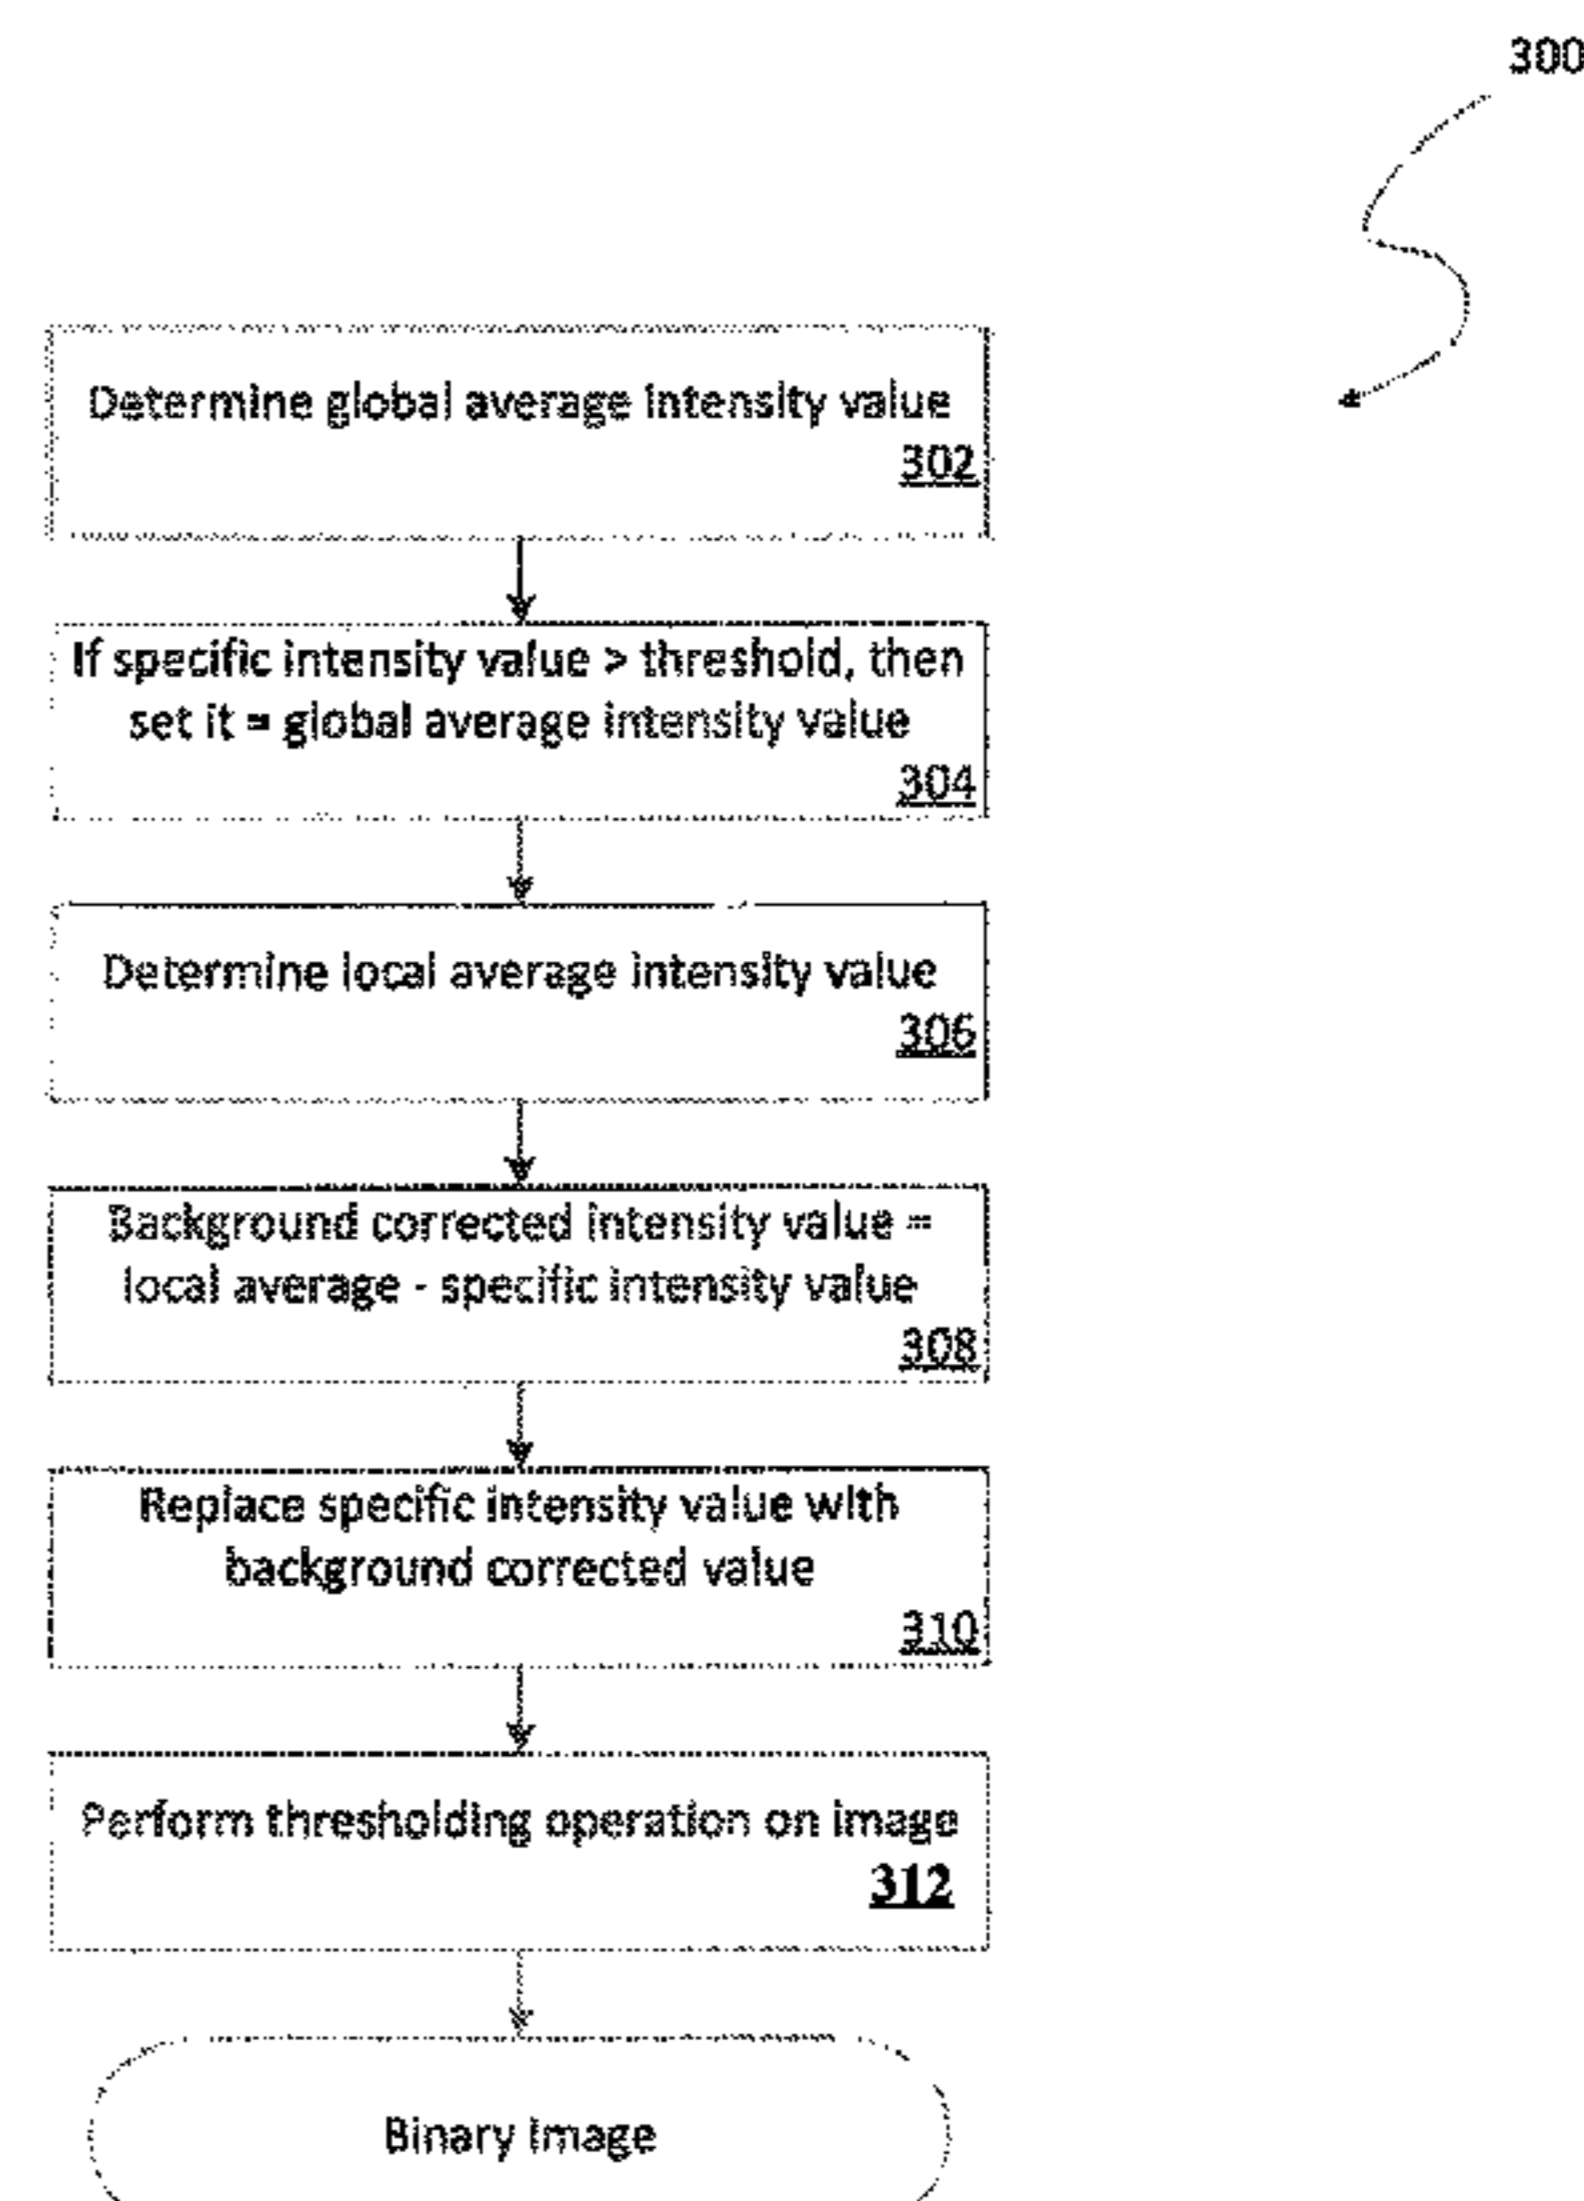 300
Determine global average intensity value
302
If specific intensity value > threshold, then
set it = global average intensity value
304
Determine local average intensity value
306
Background corrected intensity value =
local average - specific intensity value
308
Replace specific intensity value with
background corrected value
310
Perform thresholding operation on image
312
Binary Image